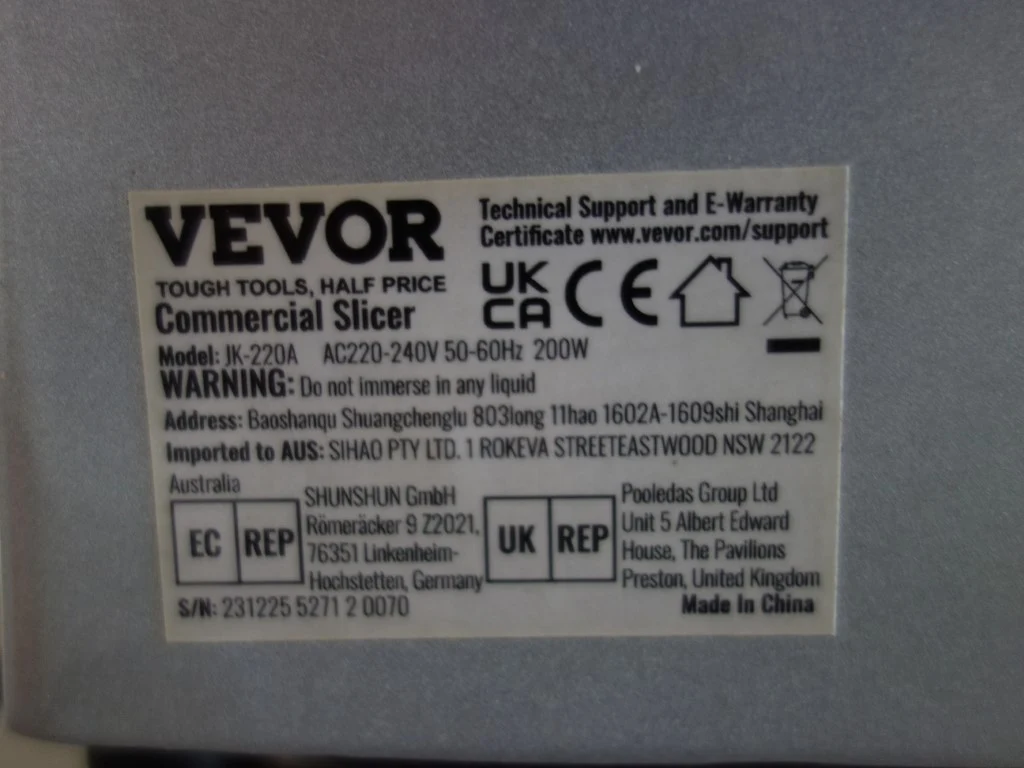 VEVOR
TOUGH TOOLS, HALF PRICE
Technical Support and E-Warranty
Certificate www.vevor.com/support
Commercial Slicer
UK
CA
CE
Model: JK-220A AC220-240V 50-60Hz 200W
WARNING: Do not immerse in any liquid
Address: Baoshanqu Shuangchenglu 803long 11hao 1602A-1609shi Shanghai
Imported to AUS: SIHAO PTY LTD. 1 ROKEVA STREETEASTWOOD NSW 2122
Australia
EC REP
SHUNSHUN GmbH
Römeräcker 9 Z2021,
76351 Linkenheim-
Hochstetten, Germany
UK REP
Pooledas Group Ltd
Unit 5 Albert Edward
House, The Pavilions
Preston, United Kingdom
S/N: 231225 5271 2 0070
Made In China